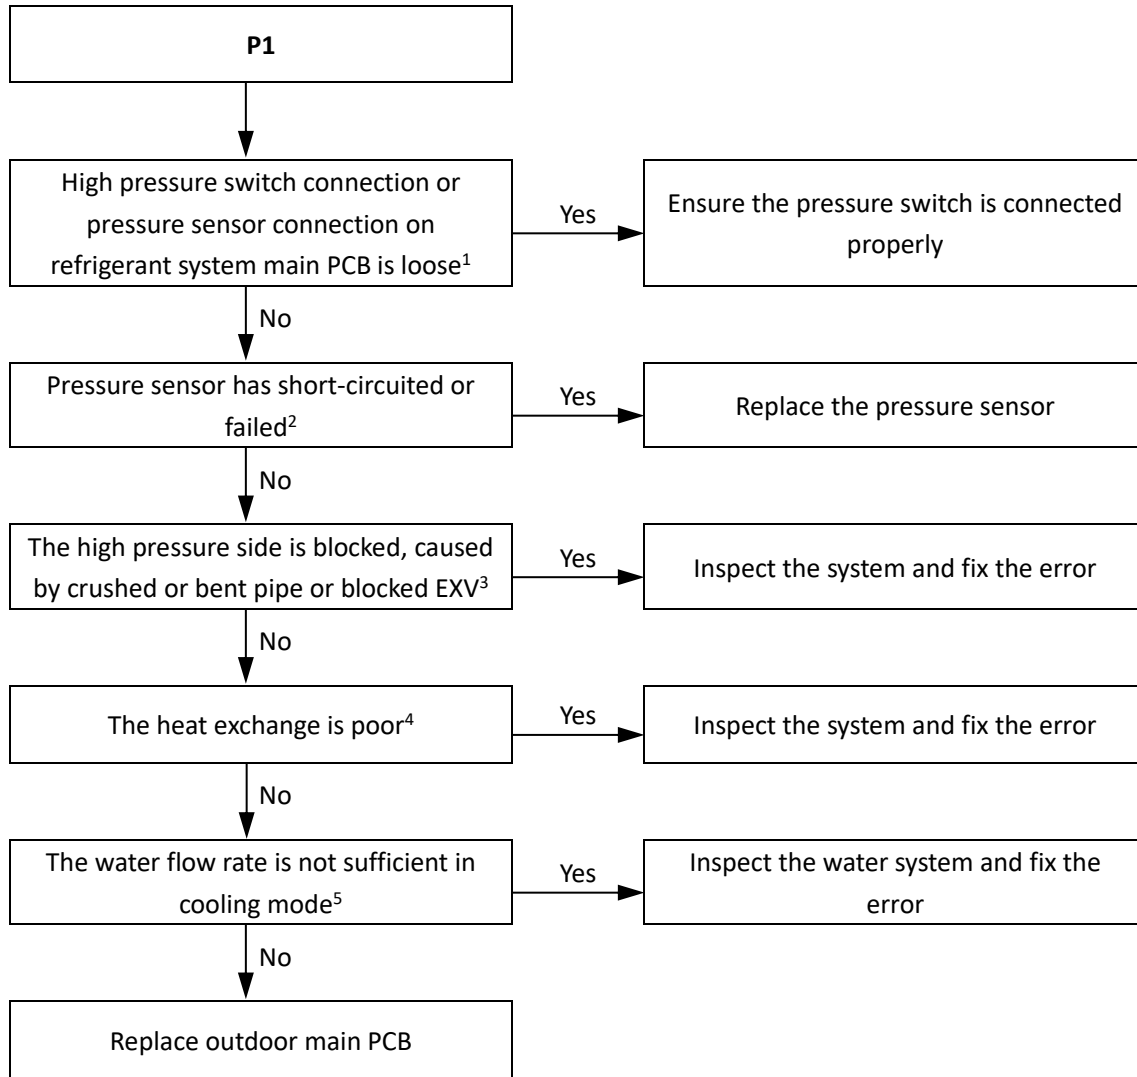 P1
High pressure switch connection or
pressure sensor connection on
refrigerant system main PCB is loose¹
Yes
Ensure the pressure switch is connected
properly
No
Pressure sensor has short-circuited or
failed²
Yes
Replace the pressure sensor
No
The high pressure side is blocked, caused
by crushed or bent pipe or blocked EXV³
Yes
Inspect the system and fix the error
No
The heat exchange is poor⁴
Yes
Inspect the system and fix the error
No
The water flow rate is not sufficient in
cooling mode⁵
Yes
Inspect the water system and fix the
error
No
Replace outdoor main PCB